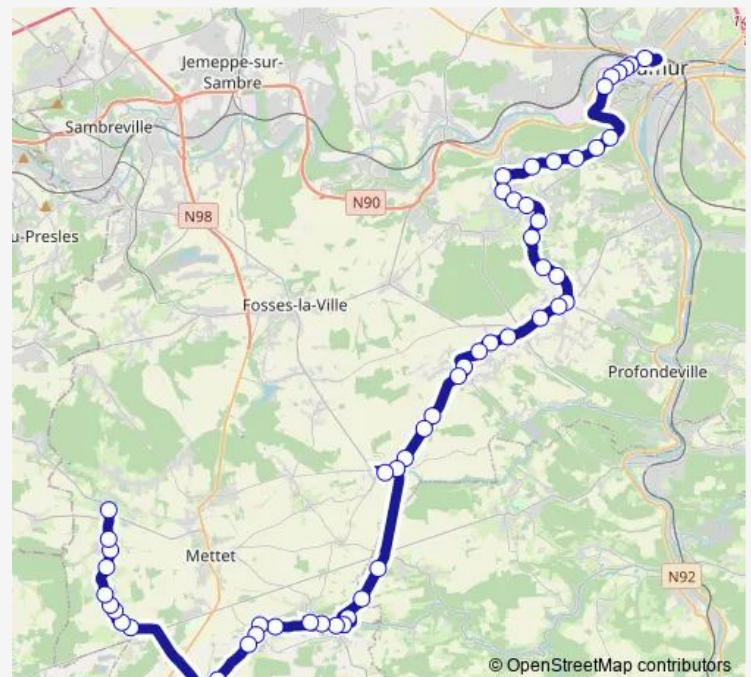 Jemeppe-sur-
Sambre
Sambreville
N98
N90
u-Presles
Fosses-la-Ville
Profondeville
Mettet
N92
© OpenStreetMap contributors